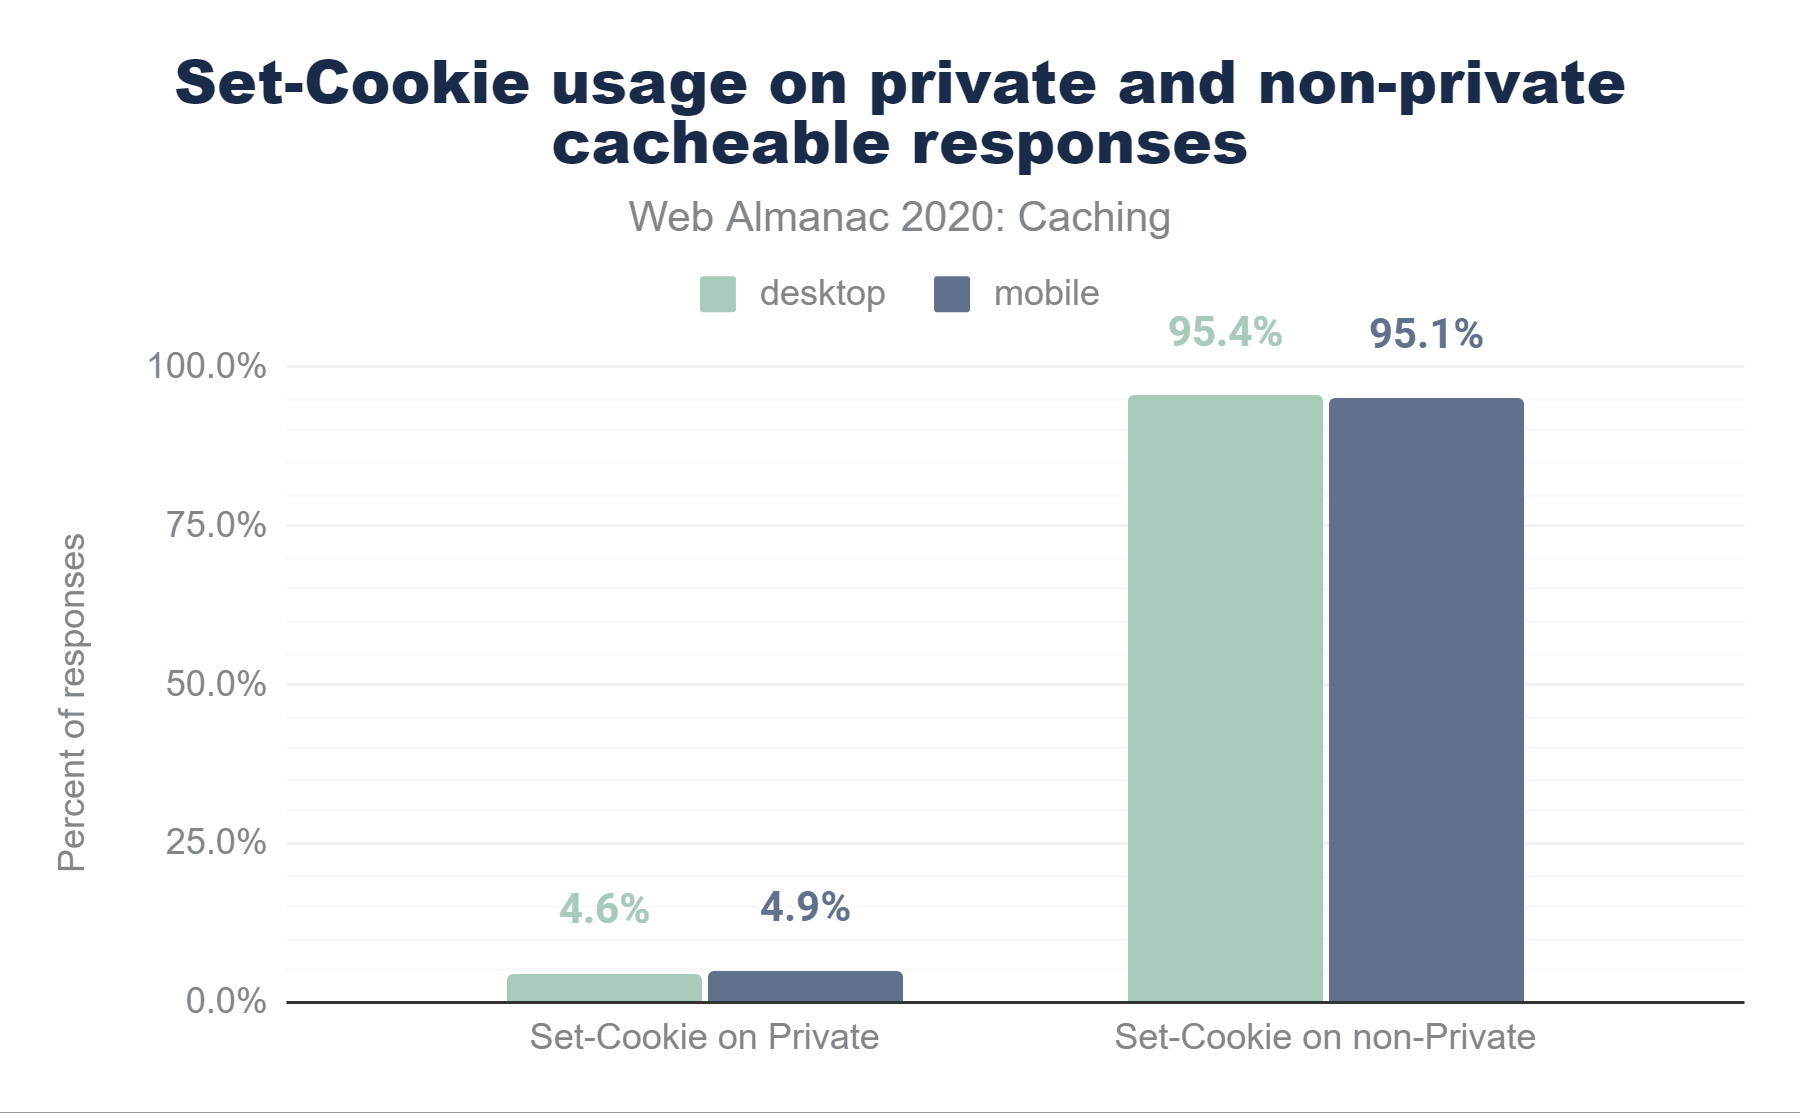 Set-Cookie usage on private and non-private
cacheable responses
Web Almanac 2020: Caching
desktop
mobile
95.4%
95.1%
100.0%
75.0%
50.0%
25.0%
0.0%
Percent of responses
4.6%
4.9%
Set-Cookie on Private
Set-Cookie on non-Private